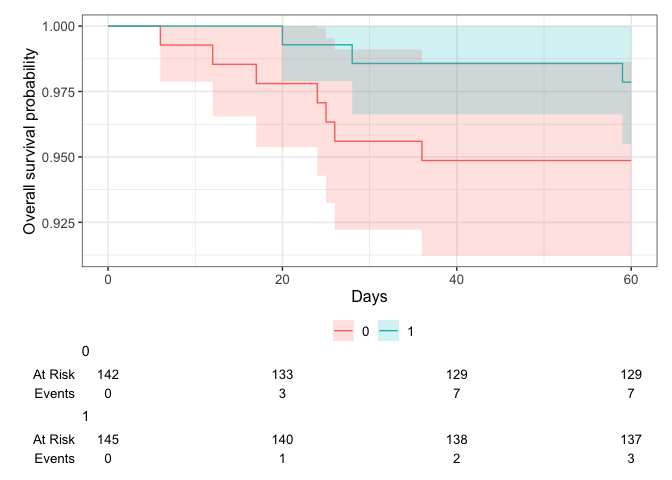 Overall survival probability
1.000
0.975
0.950
0.925
0 20 40 60
Days
0 1
0
At Risk 142 133 129 129
Events 0 3 7 7
1
At Risk 145 140 138 137
Events 0 1 2 3